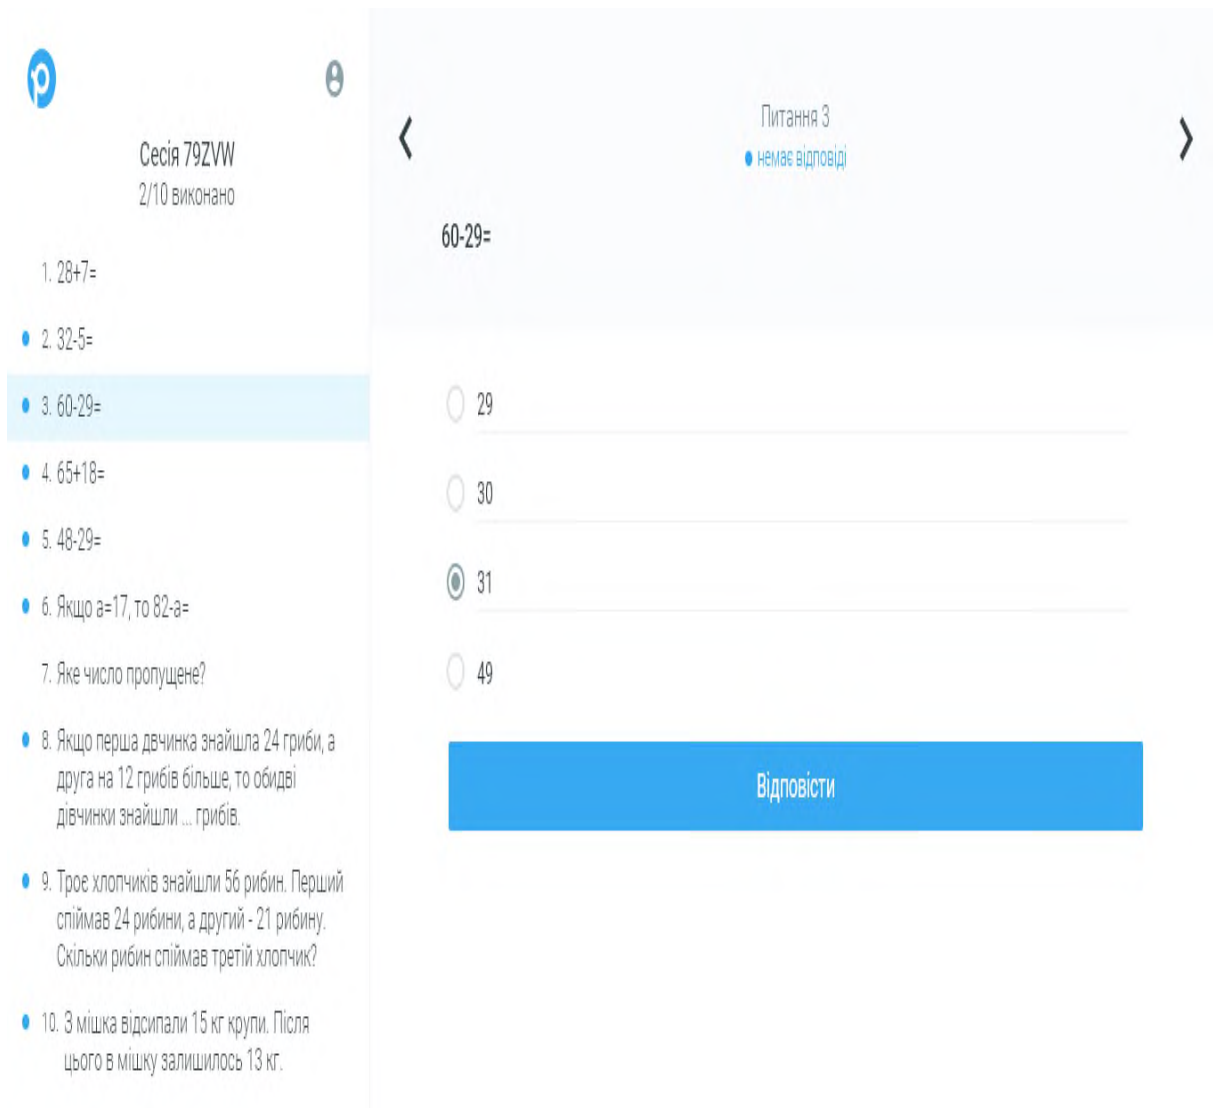 Сесія 79ZVW
2/10 виконано
1. 28+7=
2. 32-5=
3. 60-29=
4. 65+18=
5. 48-29=
6. Якщо а=17, то 82-а=
7. Яке число пропущене?
8. Якщо перша двчинка знайшла 24 гриби, а
друга на 12 грибів більше, то обидві
дівчинки знайшли ... грибів.
9. Троє хлопчиків знайшли 56 рибин. Перший
спіймав 24 рибини, а другий - 21 рибину.
Скільки рибин спіймав третій хлопчик?
10. З мішка відсипали 15 кг крупи. Після
цього в мішку залишилось 13 кг.
Питання 3
немає відповіді
60-29=
29
30
31
49
Відповісти